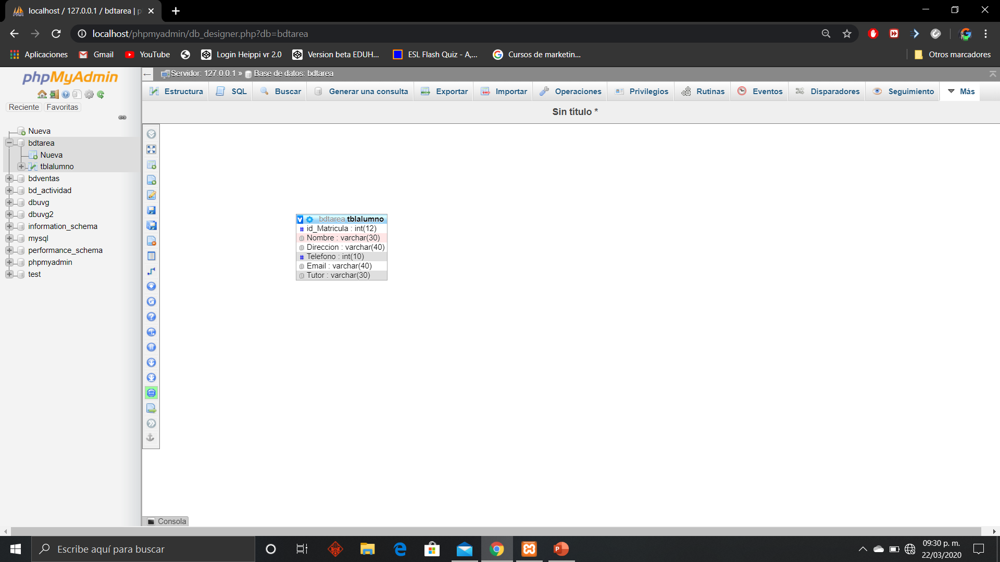 localhost / 127.0.0.1 / bdtarea | p
localhost/phpmyadmin/db_designer.php?db=bdtarea
Aplicaciones
Gmail
YouTube
Login Heippi vr 2.0
Version beta EDUH...
ESL Flash Quiz - A,...
Cursos de marketin...
Otros marcadores
phpMyAdmin
Reciente
Favoritas
Nueva
bdtarea
Nueva
tblalumno
bdventas
bd_actividad
dbuvg
dbuvg2
information_schema
mysql
performance_schema
phpmyadmin
test
Servidor: 127.0.0.1 » Base de datos: bdtarea
Estructura
SQL
Buscar
Generar una consulta
Exportar
Importar
Operaciones
Privilegios
Rutinas
Eventos
Disparadores
Seguimiento
Más
Sin título *
v bdtarea tblalumno
# id_Matricula : int(12)
Nombre : varchar(30)
Direccion : varchar(40)
# Telefono : int(10)
Email : varchar(40)
Tutor : varchar(30)
Consola
Escribe aquí para buscar
09:30 p. m.
22/03/2020